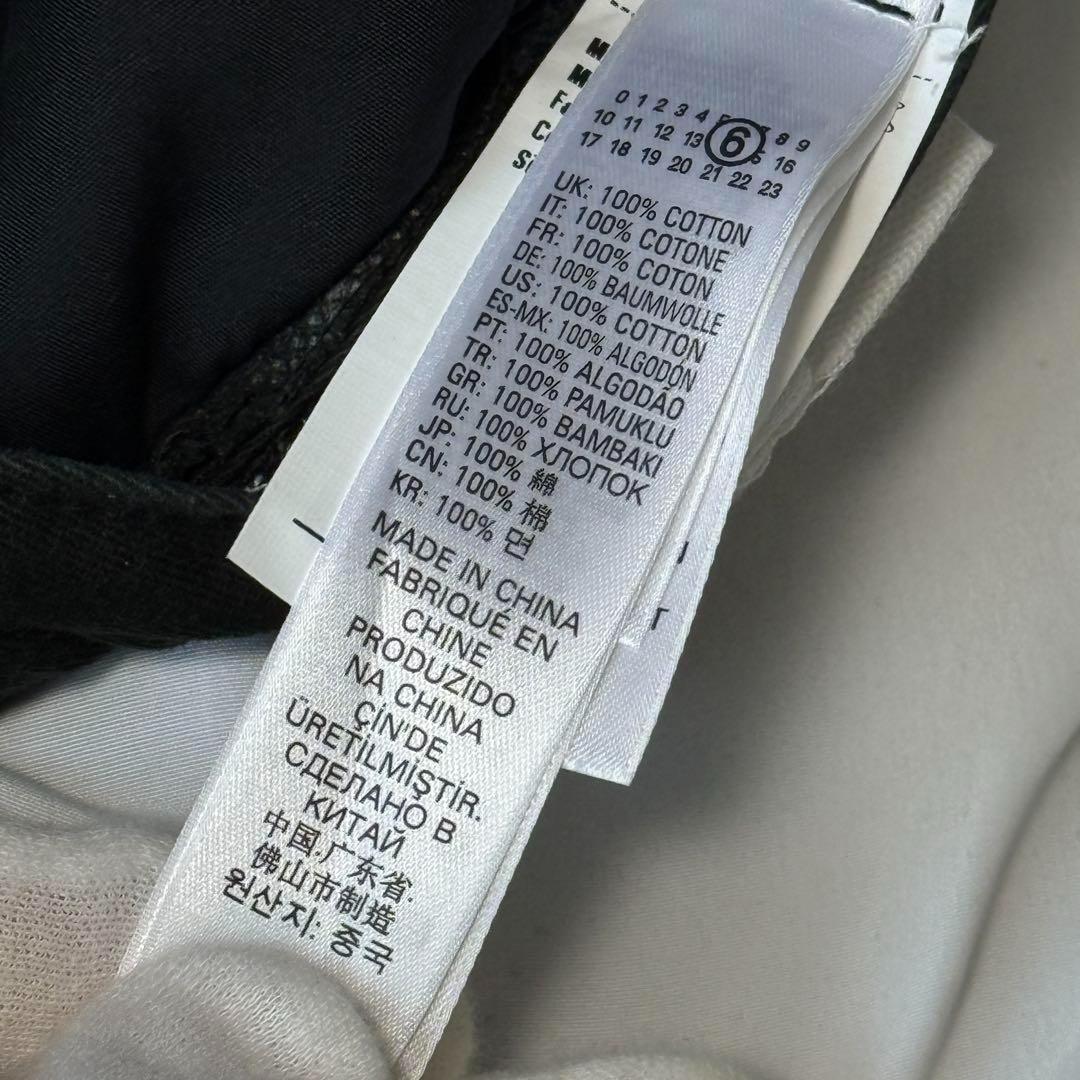 0 1 2 3 4 8 9
10 11 12 13 6 16
17 18 19 20 21 22 23
UK: 100% COTTON
IT: 100% COTONE
FR: 100% COTON
DE: 100% BAUMWOLLE
US: 100% COTTON
ES-MX: 100% ALGODÓN
PT: 100% ALGODÃO
TR: 100% PAMUKLU
GR: 100% BAMBAKI
RU: 100% ХЛОПОК
JP: 100% 綿
CN: 100% 棉
KR: 100% 면
MADE IN CHINA
FABRIQUÉ EN
CHINE
PRODUZIDO
NA CHINA
ÇİN'DE
ÜRETİLMİŞTİR.
СДЕЛАНО В
КИТАЙ
中国.广东省.
佛山市制造
원산지: 중국